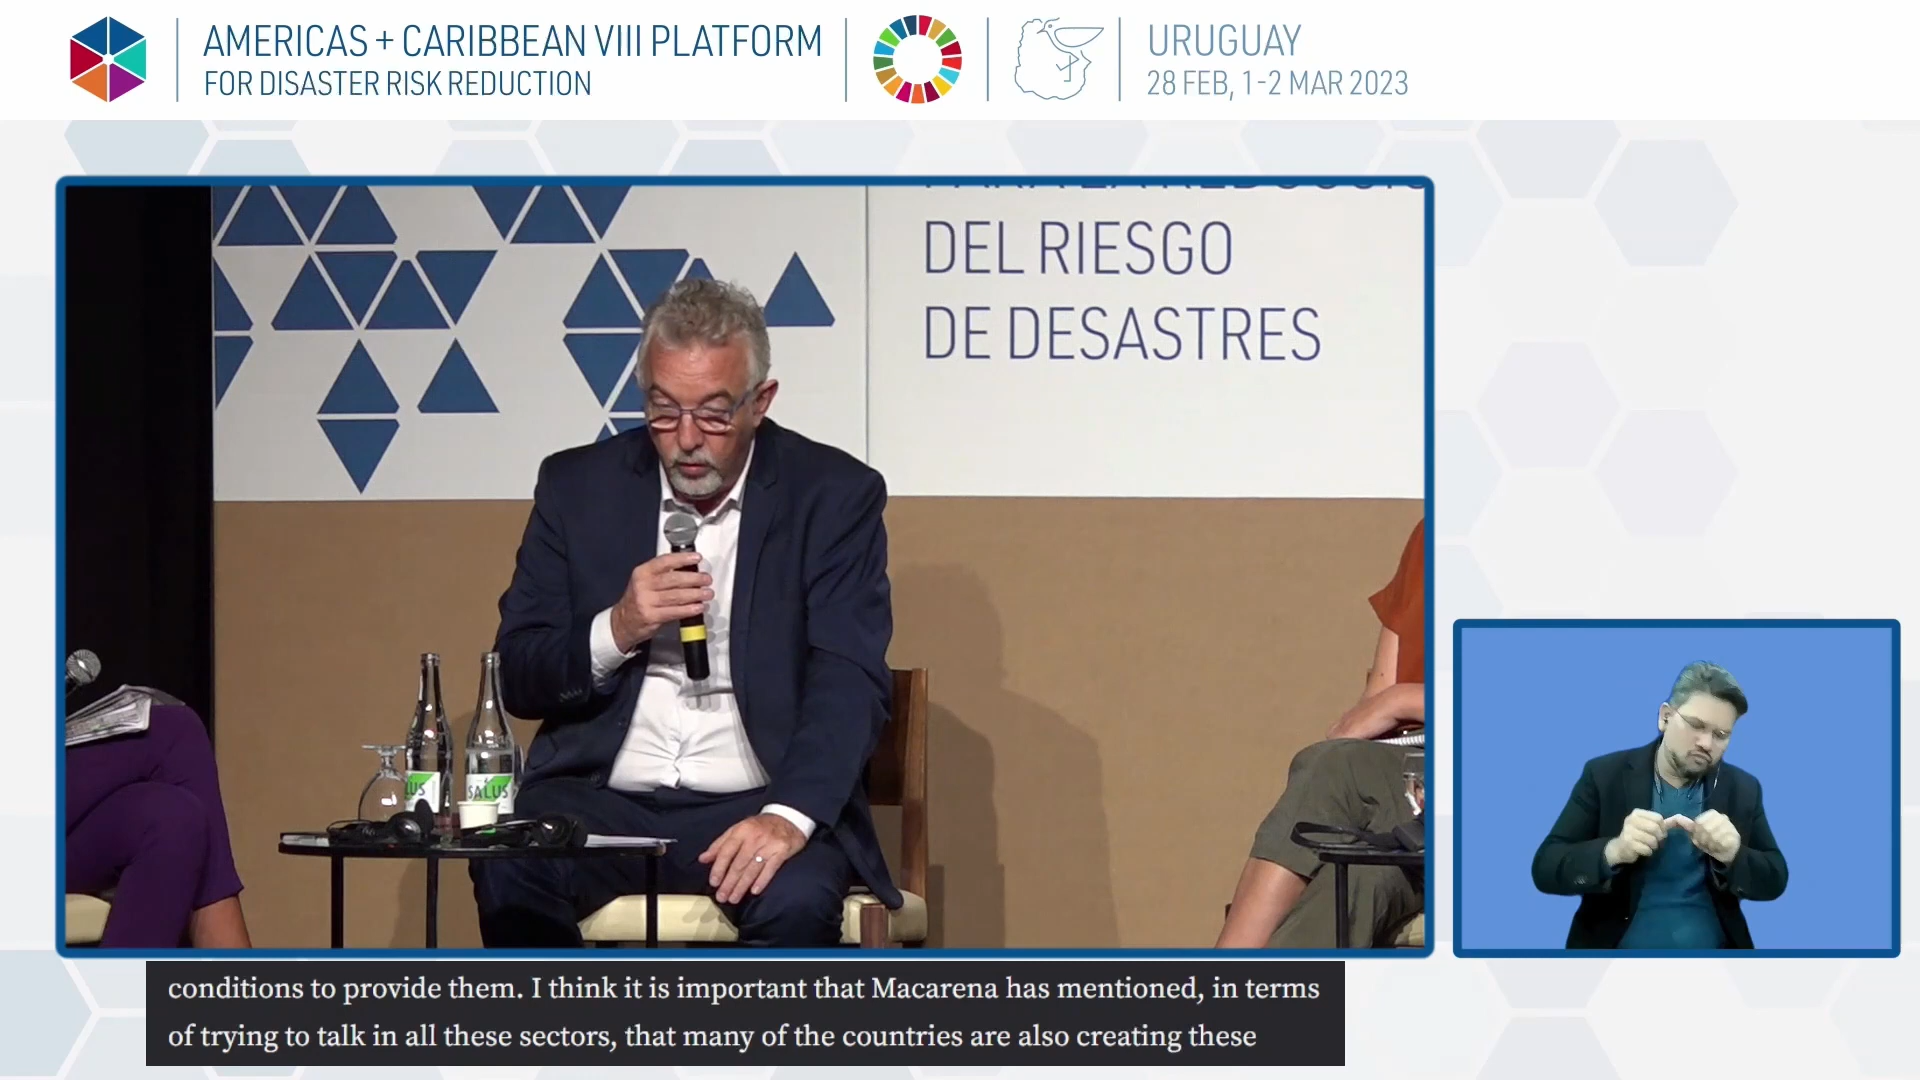 AMERICAS + CARIBBEAN VIII PLATFORM
FOR DISASTER RISK REDUCTION
URUGUAY
28 FEB, 1-2 MAR 2023
DEL RIESGO
DE DESASTRES
SALUS
conditions to provide them. I think it is important that Macarena has mentioned, in terms
of trying to talk in all these sectors, that many of the countries are also creating these